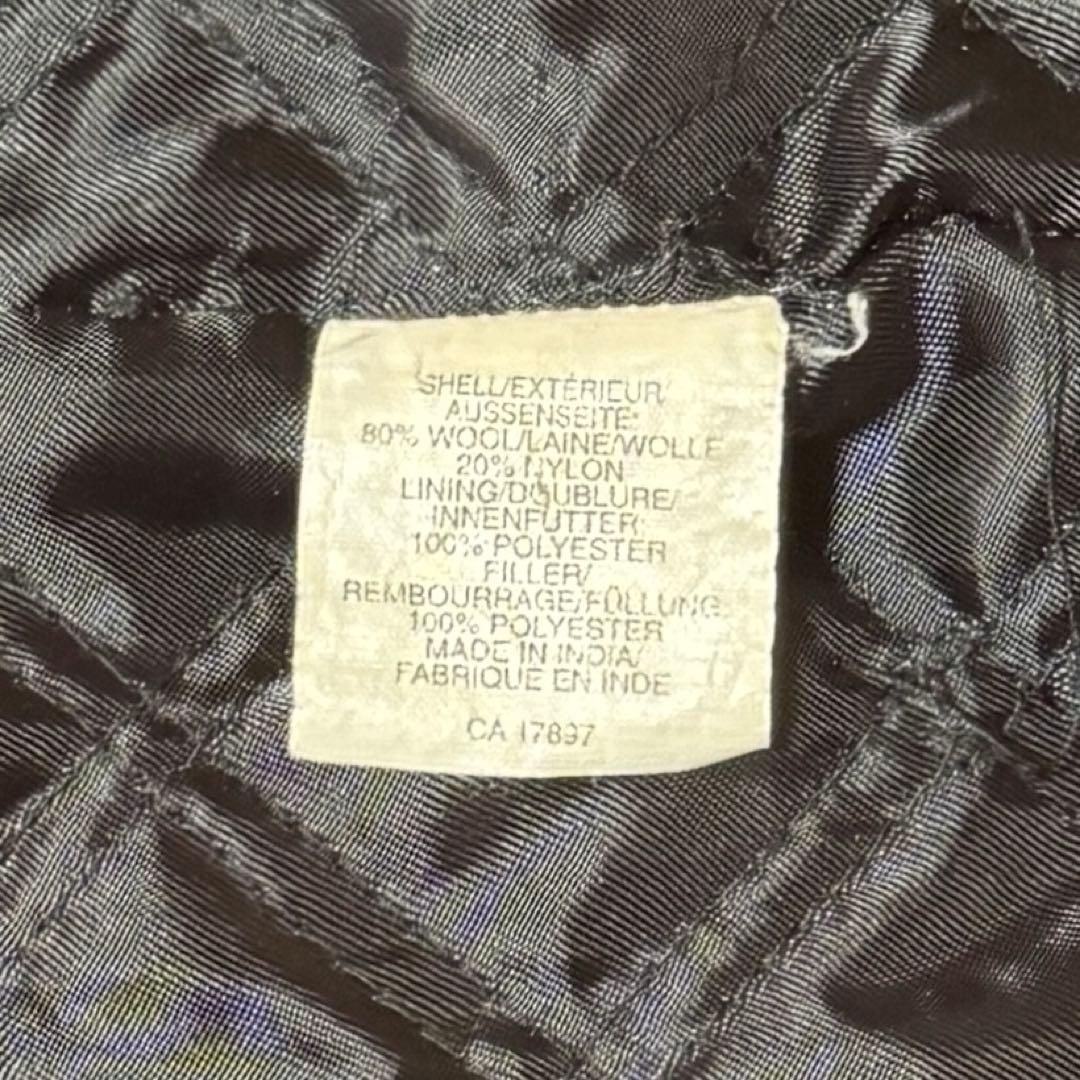 SHELL/EXTÉRIEUR/
AUSSENSEITE:
80% WOOL/LAINE/WOLLE
20% NYLON
LINING/DOUBLURE/
INNENFUTTER:
100% POLYESTER
FILLER/
REMBOURRAGE/FÜLLUNG:
100% POLYESTER
MADE IN INDIA/
FABRIQUE EN INDE
CA 17897